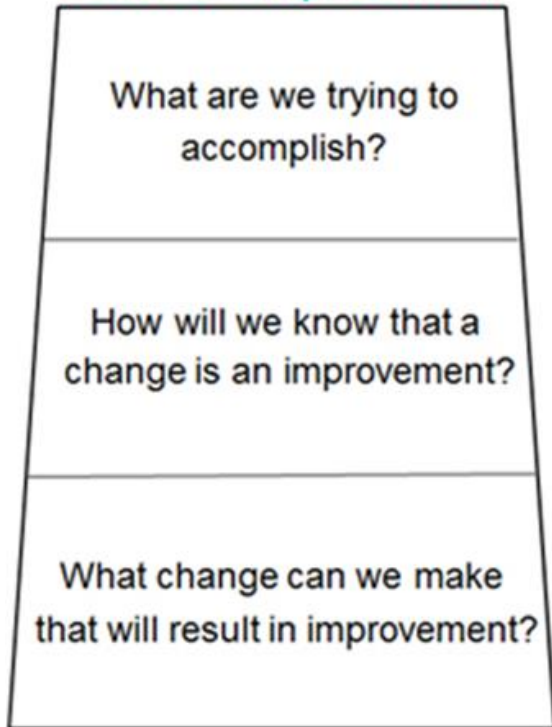 What are we trying to
accomplish?
How will we know that a
change is an improvement?
What change can we make
that will result in improvement?